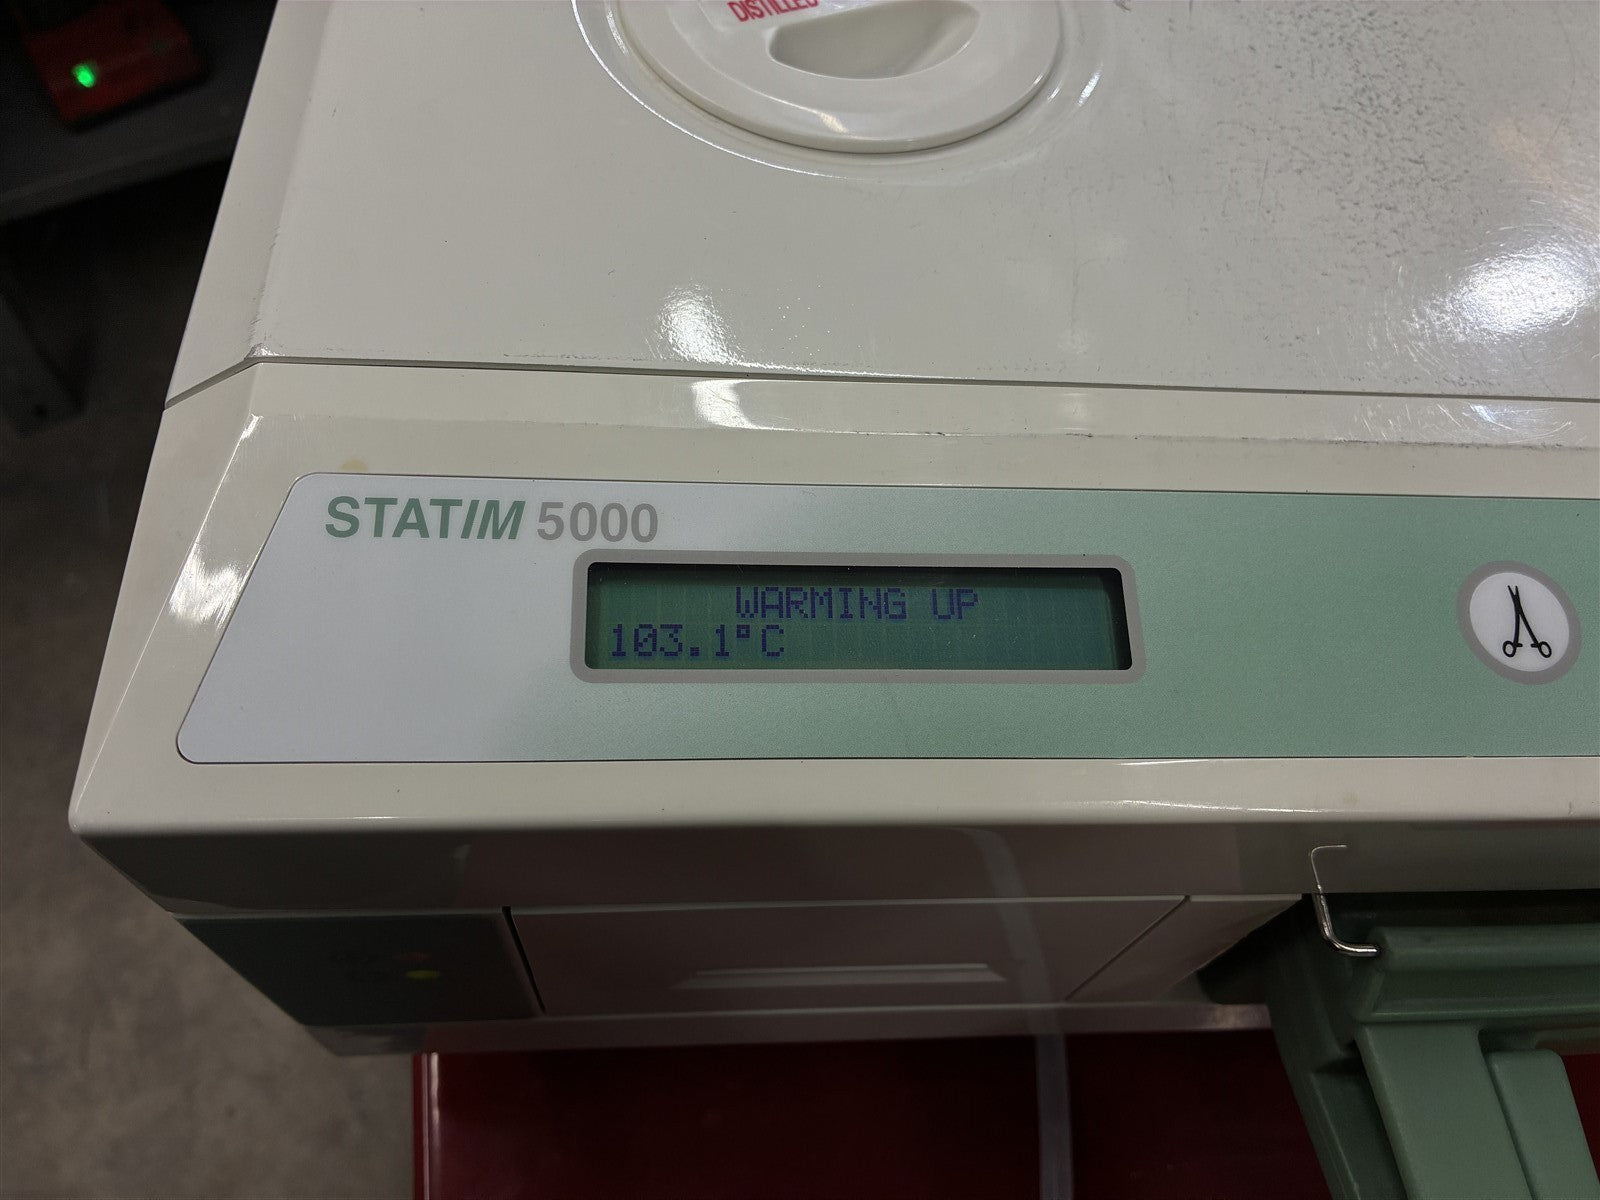 DISTILLED
STATIM 5000
WARMING UP
103.1°C